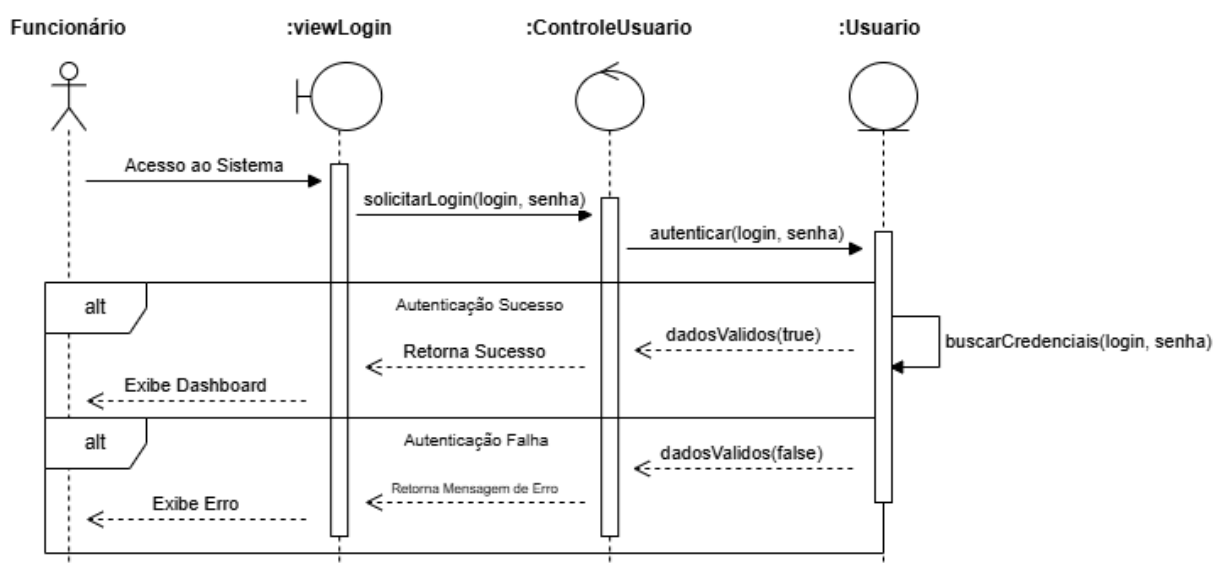 Funcionário
:viewLogin
:ControleUsuario
:Usuario
Acesso ao Sistema
solicitarLogin(login, senha)
autenticar(login, senha)
alt
Autenticação Sucesso
dadosValidos(true)
buscarCredenciais(login, senha)
Retorna Sucesso
Exibe Dashboard
alt
Autenticação Falha
dadosValidos(false)
Retorna Mensagem de Erro
Exibe Erro